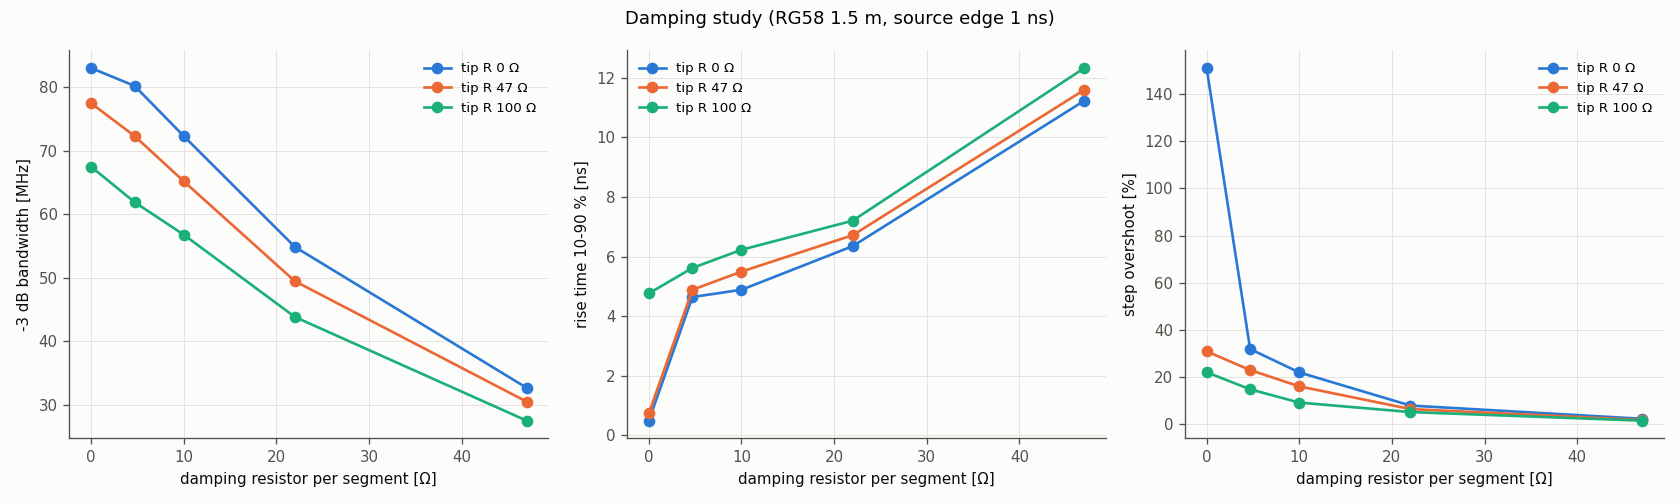 Damping study (RG58 1.5 m, source edge 1 ns)
-3 dB bandwidth [MHz]
80
70
60
50
40
30
0 10 20 30 40
damping resistor per segment [Ω]
tip R 0 Ω
tip R 47 Ω
tip R 100 Ω
rise time 10-90 % [ns]
12
10
8
6
4
2
0
0 10 20 30 40
damping resistor per segment [Ω]
tip R 0 Ω
tip R 47 Ω
tip R 100 Ω
step overshoot [%]
140
120
100
80
60
40
20
0
0 10 20 30 40
damping resistor per segment [Ω]
tip R 0 Ω
tip R 47 Ω
tip R 100 Ω